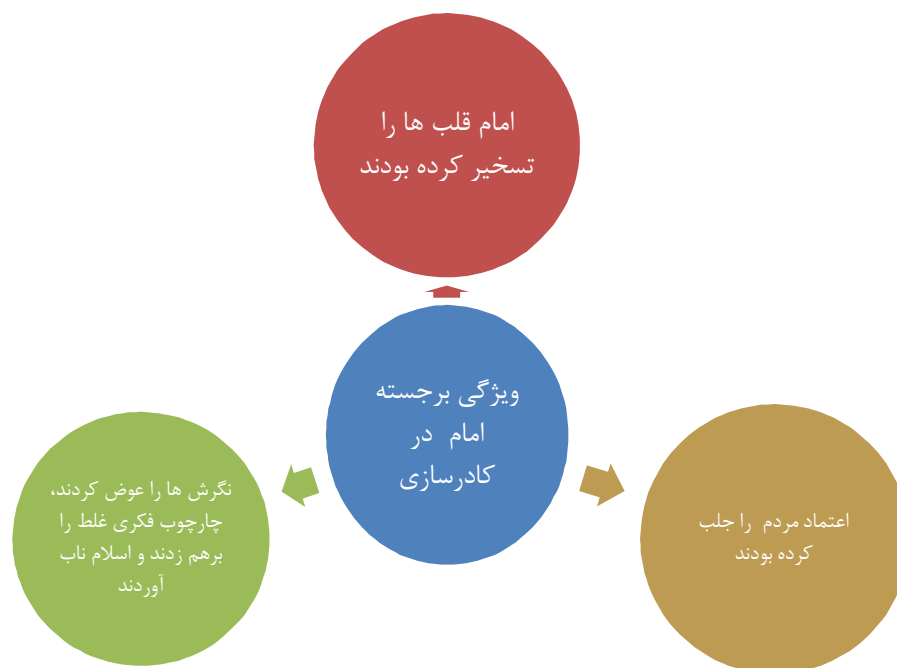 امام قلب ها را
تسخیر کرده بودند
ویژگی برجسته
امام در
کادرسازی
اعتماد مردم را جلب
کرده بودند
نگرش ها را عوض کردند،
چارچوب فکری غلط را
برهم زدند و اسلام ناب
آوردند